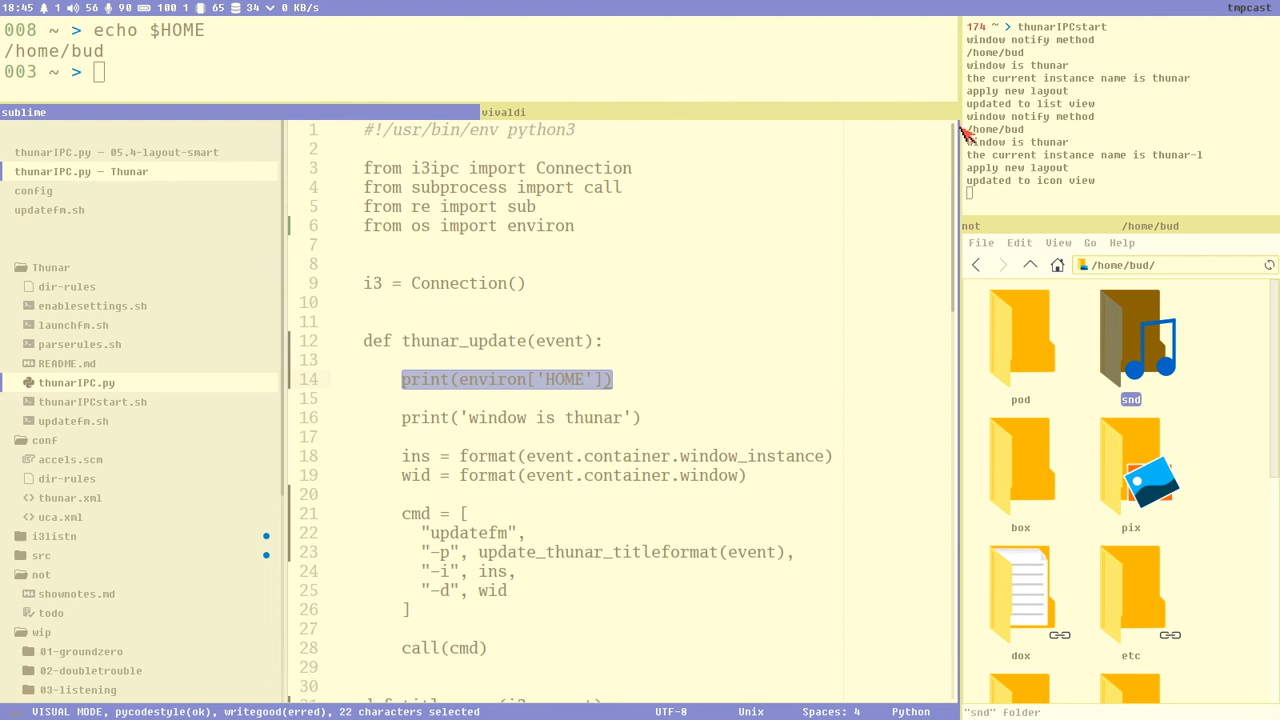 18:45 1 56 90 100 1 65 34 0 KB/s
tmpcast
008 ~ > echo $HOME
/home/bud
003 ~ >
sublime
vivaldi
thunarIPC.py — 05.4-layout-smart
thunarIPC.py — Thunar
config
updatefm.sh
Thunar
dir-rules
enablesettings.sh
launchfm.sh
parserules.sh
README.md
thunarIPC.py
thunarIPCstart.sh
updatefm.sh
conf
accels.scm
dir-rules
thunar.xml
uca.xml
i3listn
src
not
shownotes.md
todo
wip
01-groundzero
02-doubletrouble
03-listening
1 #!/usr/bin/env python3
2
3 from i3ipc import Connection
4 from subprocess import call
5 from re import sub
6 from os import environ
7
8
9 i3 = Connection()
10
11
12 def thunar_update(event):
13
14 print(environ['HOME'])
15
16 print('window is thunar')
17
18 ins = format(event.container.window_instance)
19 wid = format(event.container.window)
20
21 cmd = [
22 "updatefm",
23 "-p", update_thunar_titleformat(event),
24 "-i", ins,
25 "-d", wid
26 ]
27
28 call(cmd)
29
30
174 ~ > thunarIPCstart
window notify method
/home/bud
window is thunar
the current instance name is thunar
apply new layout
updated to list view
window notify method
/home/bud
window is thunar
the current instance name is thunar-l
apply new layout
updated to icon view
not /home/bud
File Edit View Go Help
/home/bud/
pod snd
box pix
dox etc
"snd" folder
VISUAL MODE, pycodestyle(ok), writegood(erred), 22 characters selected UTF-8 Unix Spaces: 4 Python